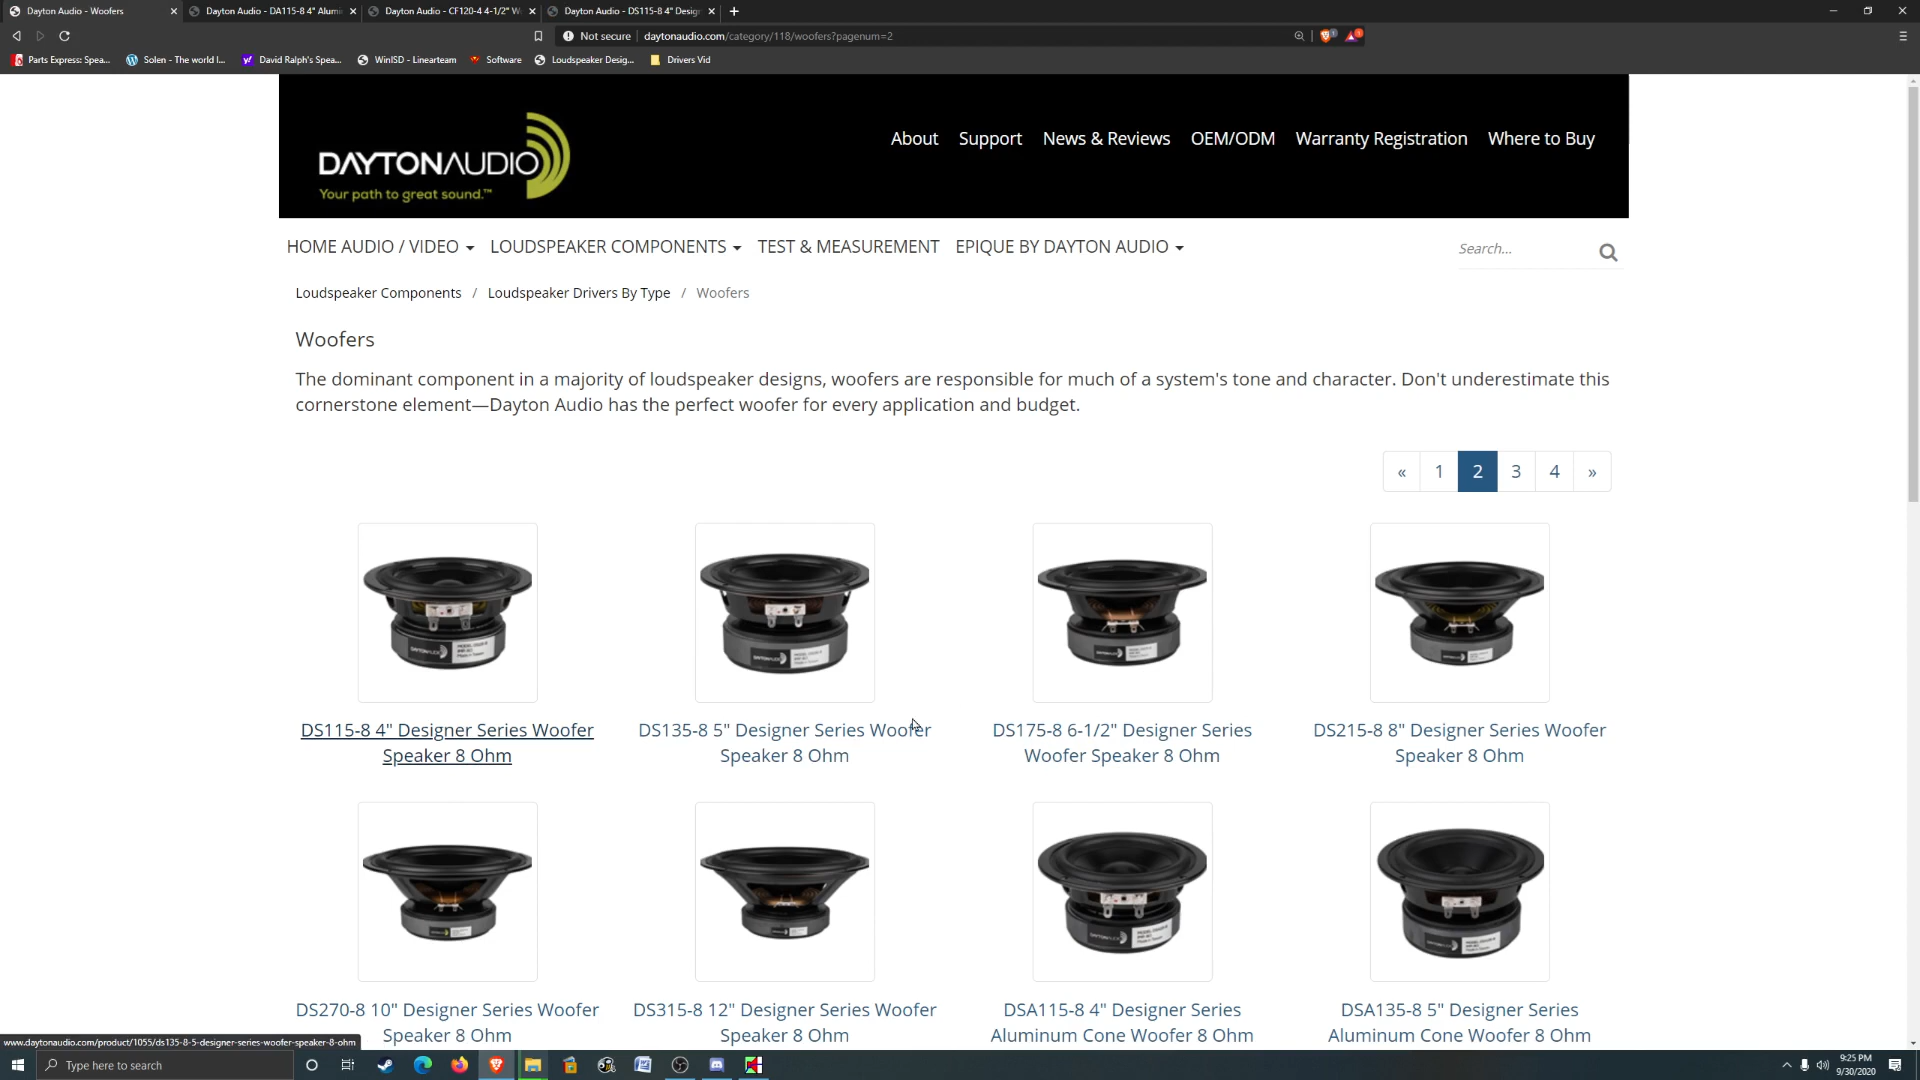 Dayton Audio - Woofers
Dayton Audio - DA115-8 4" Alumi
Dayton Audio - CF120-4 4-1/2" W
Dayton Audio - DS115-8 4" Desig
Not secure
daytonaudio.com/category/118/woofers?pagenum=2
Parts Express: Spea...
Solen - The world l...
David Ralph's Spea...
WinISD - Linearteam
Software
Loudspeaker Desig...
Drivers Vid
DAYTONAUDIO
Your path to great sound.™
About
Support
News & Reviews
OEM/ODM
Warranty Registration
Where to Buy
HOME AUDIO / VIDEO
LOUDSPEAKER COMPONENTS
TEST & MEASUREMENT
EPIQUE BY DAYTON AUDIO
Search...
Loudspeaker Components / Loudspeaker Drivers By Type / Woofers
Woofers
The dominant component in a majority of loudspeaker designs, woofers are responsible for much of a system's tone and character. Don't underestimate this
cornerstone element—Dayton Audio has the perfect woofer for every application and budget.
« 1 2 3 4 »
DS115-8 4" Designer Series Woofer
Speaker 8 Ohm
DS135-8 5" Designer Series Woofer
Speaker 8 Ohm
DS175-8 6-1/2" Designer Series
Woofer Speaker 8 Ohm
DS215-8 8" Designer Series Woofer
Speaker 8 Ohm
DS270-8 10" Designer Series Woofer
Speaker 8 Ohm
DS315-8 12" Designer Series Woofer
Speaker 8 Ohm
DSA115-8 4" Designer Series
Aluminum Cone Woofer 8 Ohm
DSA135-8 5" Designer Series
Aluminum Cone Woofer 8 Ohm
www.daytonaudio.com/product/1055/ds135-8-5-designer-series-woofer-speaker-8-ohm
Type here to search
9:25 PM
9/30/2020